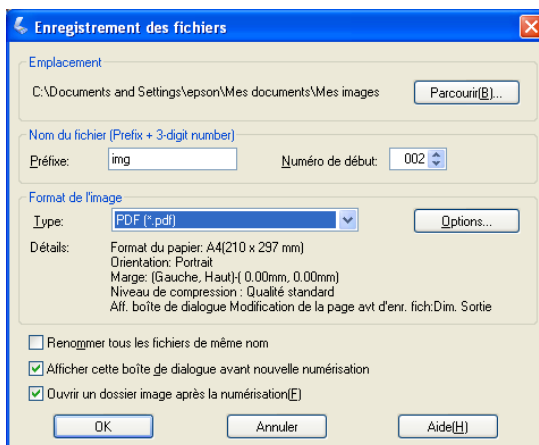 Enregistrement des fichiers
Emplacement
C:\Documents and Settings\epson\Mes documents\Mes images
Parcourir(B)...
Nom du fichier (Prefix + 3-digit number)
Préfixe: img Numéro de début: 002
Format de l'image
Type: PDF (*.pdf) Options...
Détails: Format du papier: A4(210 x 297 mm)
Orientation: Portrait
Marge: (Gauche, Haut)-( 0.00mm, 0.00mm)
Niveau de compression : Qualité standard
Aff. boîte de dialogue Modification de la page avt d'enr. fich:Dim. Sortie
Renommer tous les fichiers de même nom
Afficher cette boîte de dialogue avant nouvelle numérisation
Ouvrir un dossier image après la numérisation(F)
OK Annuler Aide(H)